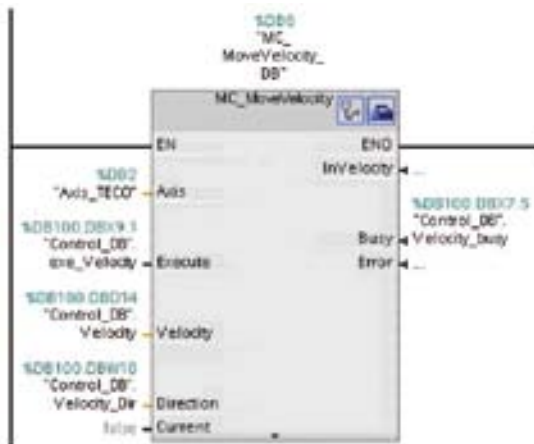 "MC_
MoveVelocity_
DB"
MC_MoveVelocity
EN
ENO
InVelocity
...
%DB2
"Axis_TECO"
Axis
%DB100.DBX9.1
"Control_DB".
exe_Velocity
Execute
%DB100.DBX7.5
"Control_DB".
Velocity_busy
Busy
Error
...
%DB100.DBD14
"Control_DB".
Velocity
Velocity
%DB100.DBW10
"Control_DB".
Velocity_Dir
Direction
false
Current